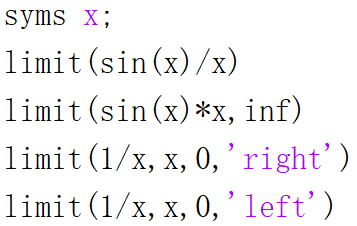 syms x;
limit(sin(x)/x)
limit(sin(x)*x,inf)
limit(1/x,x,0,'right')
limit(1/x,x,0,'left')